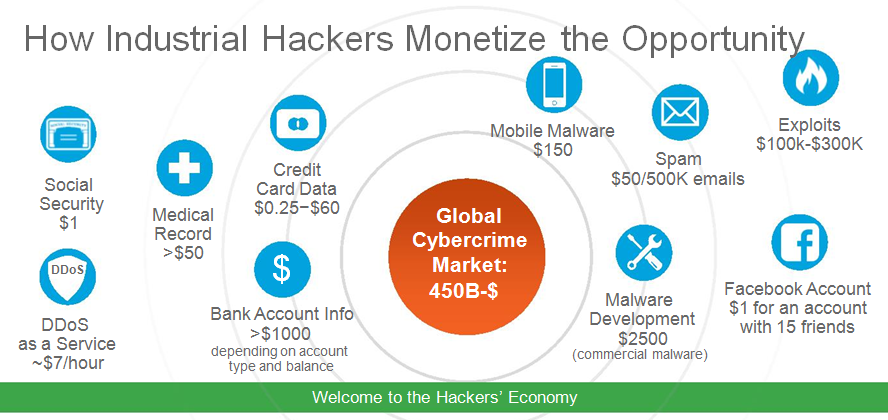 How Industrial Hackers Monetize the Opportunity
Social
Security
$1
Medical
Record
>$50
Credit
Card Data
$0.25−$60
Mobile Malware
$150
Spam
$50/500K emails
Exploits
$100k-$300K
Global
Cybercrime
Market:
450B-$
DDoS
DDoS
as a Service
~$7/hour
$
Bank Account Info
>$1000
depending on account
type and balance
Malware
Development
$2500
(commercial malware)
Facebook Account
$1 for an account
with 15 friends
Welcome to the Hackers' Economy